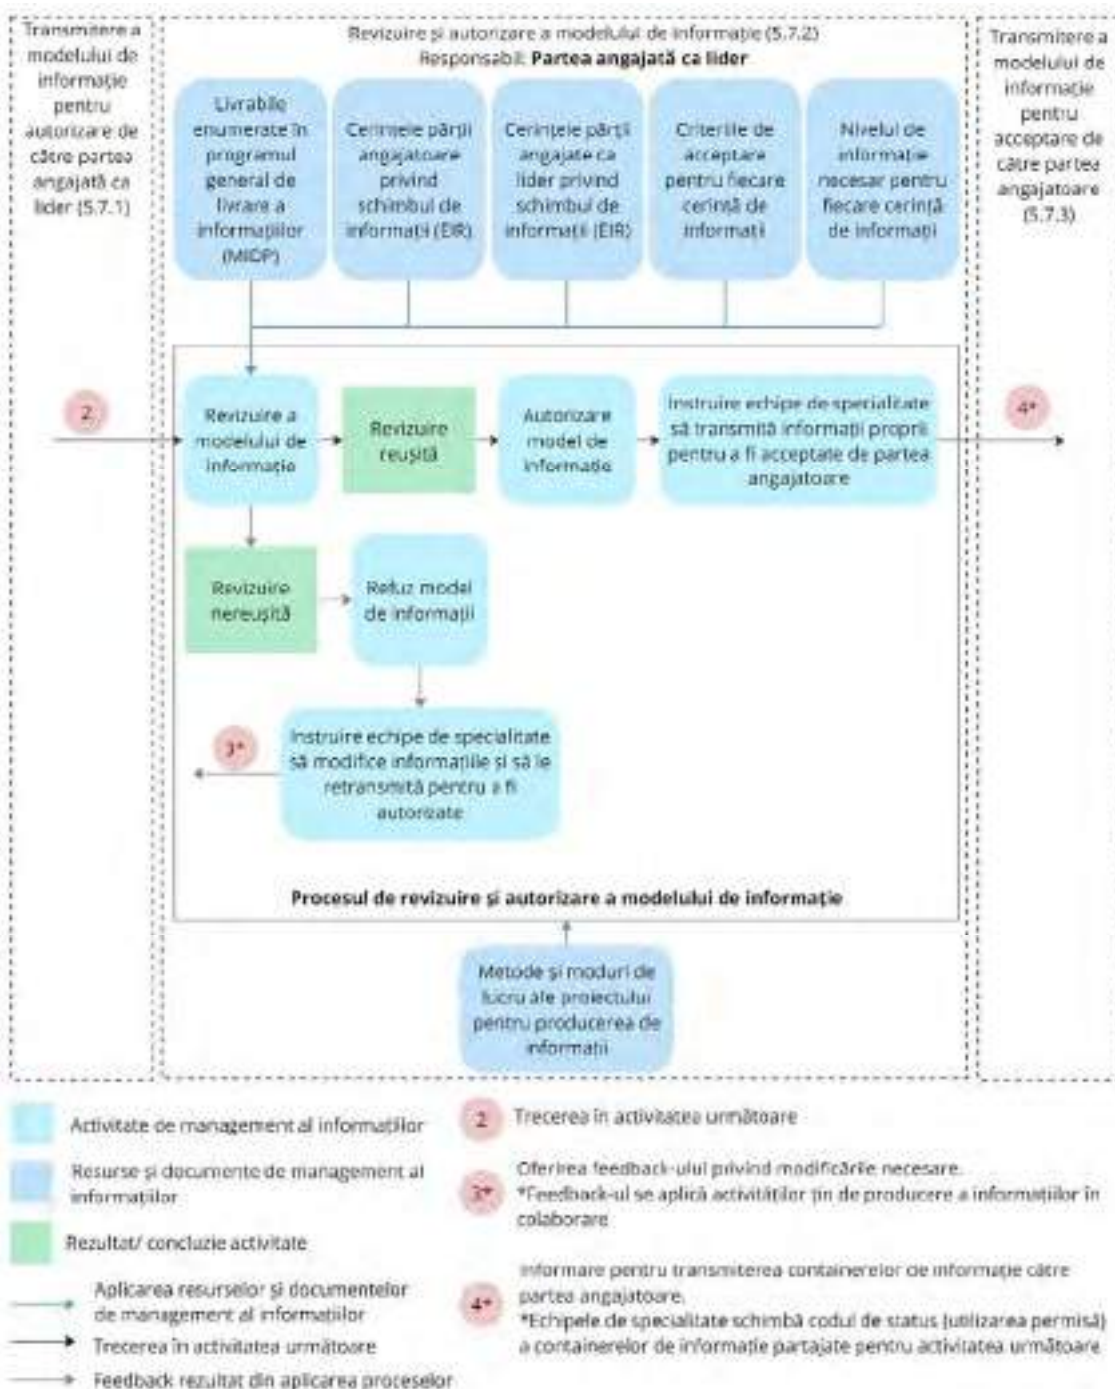 Transmitere a
modelului de
informație
pentru
autorizare de
către partea
angajată ca
lider (5.7.1)
Revizuire și autorizare a modelului de informație (5.7.2)
Responsabil: Partea angajată ca lider
Livrabile
enumerate în
programul
general de
livrare a
informațiilor
(MIDP)
Cerințele părții
angajatoare
privind
schimbul de
informații (EIR)
Cerințele părții
angajate ca
lider privind
schimbul de
informații (EIR)
Criteriile de
acceptare
pentru fiecare
cerință de
informații
Nivelul de
informație
necesar pentru
fiecare cerință
de informații
Transmitere a
modelului de
informație
pentru
acceptare de
către partea
angajatoare
(5.7.3)
2
Revizuire a
modelului de
informație
Revizuire
reușită
Autorizare
model de
informație
Instruire echipe de specialitate
să transmită informații proprii
pentru a fi acceptate de partea
angajatoare
4*
Revizuire
nereușită
Refuz model
de informații
3*
Instruire echipe de specialitate
să modifice informațiile și să le
retransmită pentru a fi
autorizate
Procesul de revizuire și autorizare a modelului de informație
Metode și moduri de
lucru ale proiectului
pentru producerea de
informații
Activitate de management al informațiilor
Resurse și documente de management al
informațiilor
Rezultat/ concluzie activitate
Aplicarea resurselor și documentelor
de management al informațiilor
Trecerea în activitatea următoare
Feedback rezultat din aplicarea proceselor
2
Trecerea în activitatea următoare
3*
Oferirea feedback-ului privind modificările necesare.
*Feedback-ul se aplică activităților țin de producere a informațiilor în
colaborare
4*
Informare pentru transmiterea containerelor de informație către
partea angajatoare.
*Echipele de specialitate schimbă codul de status (utilizarea permisă)
a containerelor de informație partajate pentru activitatea următoare